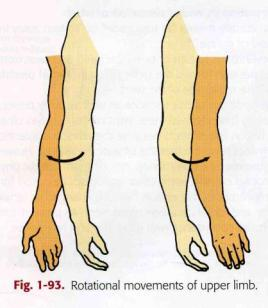 Fig. 1-93. Rotational movements of upper limb.